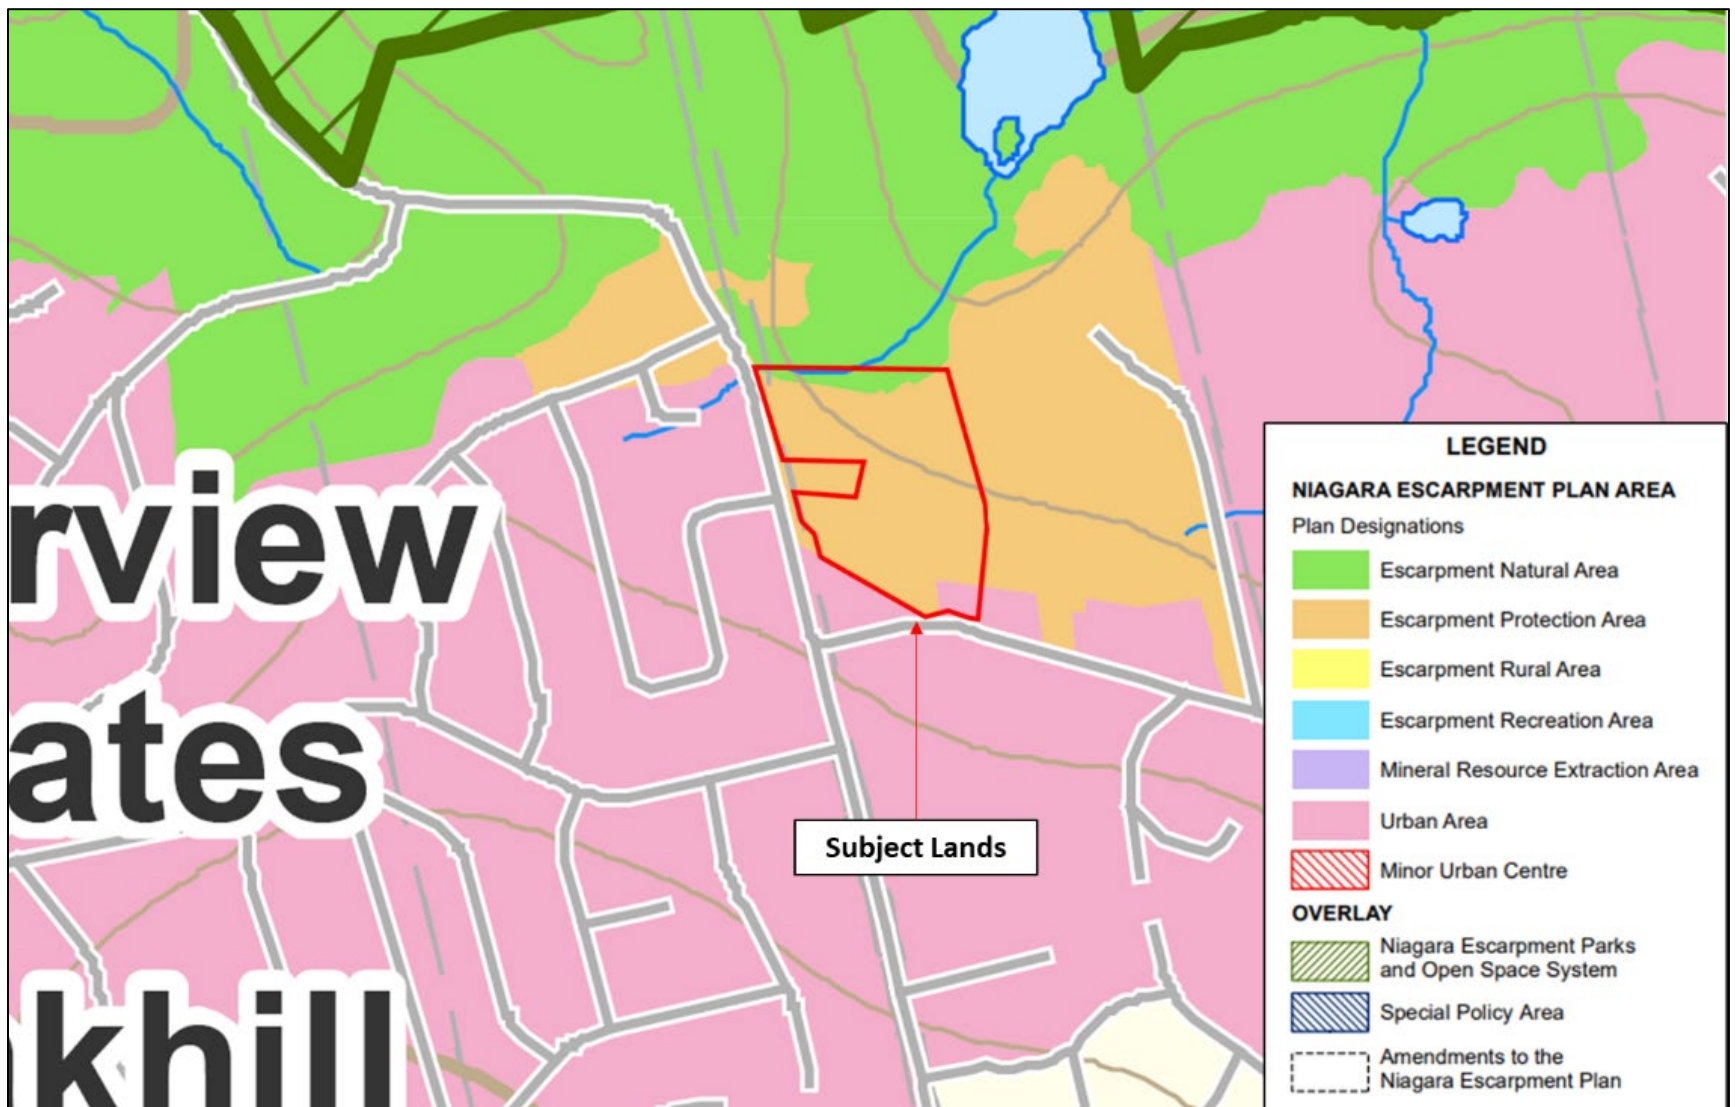 rview
ates
khill
Subject Lands
LEGEND
NIAGARA ESCARPMENT PLAN AREA
Plan Designations
Escarpment Natural Area
Escarpment Protection Area
Escarpment Rural Area
Escarpment Recreation Area
Mineral Resource Extraction Area
Urban Area
Minor Urban Centre
OVERLAY
Niagara Escarpment Parks
and Open Space System
Special Policy Area
Amendments to the
Niagara Escarpment Plan